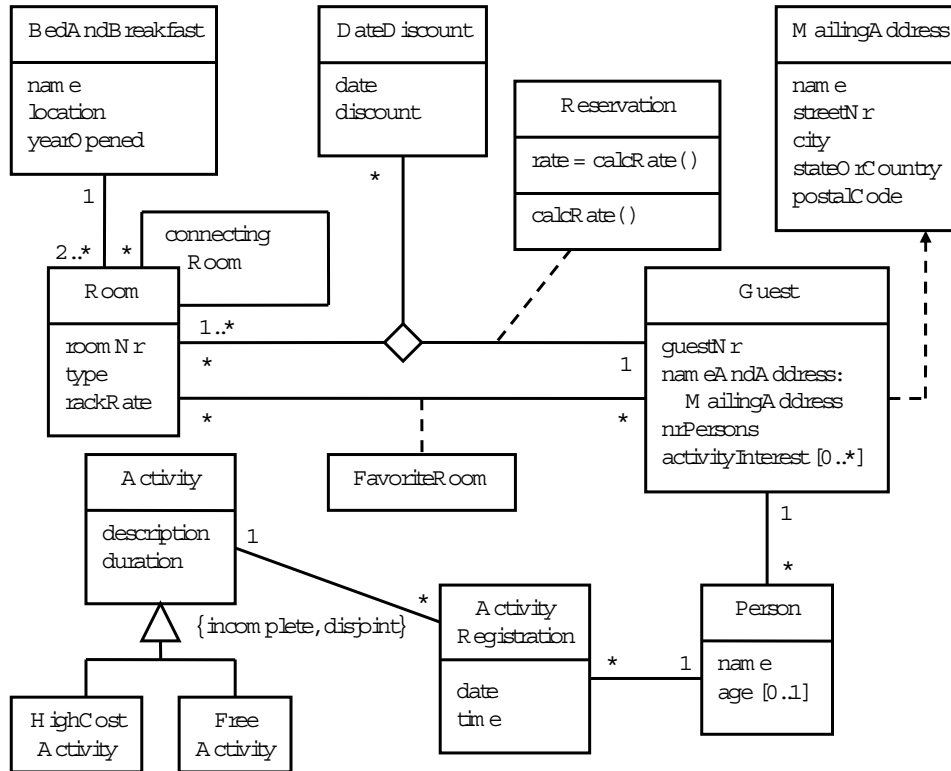 BedAndBreakfast
name
location
yearOpened
DateDiscount
date
discount
Reservation
rate = calcRate()
calcRate()
MailingAddress
name
streetNr
city
stateOrCountry
postalCode
1
2..*
*
connecting
Room
*
Room
roomNr
type
rackRate
1..*
*
1
*
*
Guest
guestNr
nameAndAddress:
MailingAddress
nrPersons
activityInterest [0..*]
FavoriteRoom
Activity
description
duration
1
*
{incomplete,disjoint}
HighCost
Activity
Free
Activity
Activity
Registration
date
time
*
1
1
*
Person
name
age [0..1]